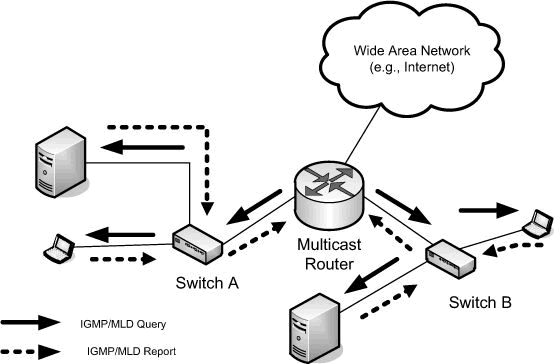 Wide Area Network
(e.g., Internet)
Multicast
Router
Switch A
Switch B
IGMP/MLD Query
IGMP/MLD Report